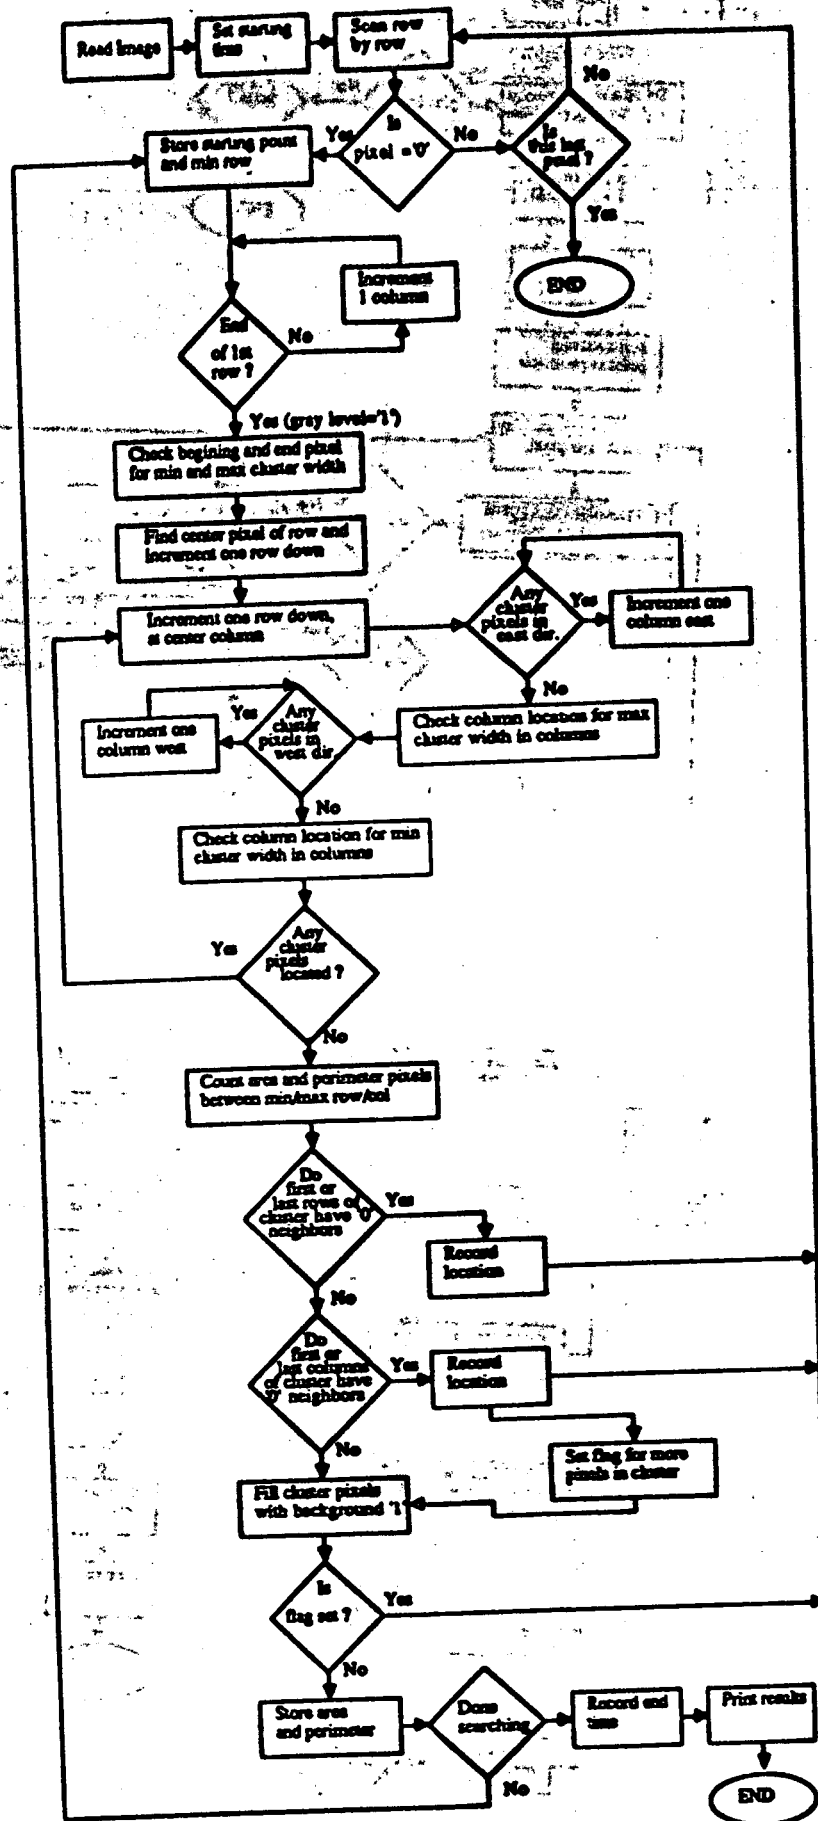 Read Image
Set starting
time
Scan row
by row
Is
pixel ='0'
Yes
No
Is
this last
pixel ?
No
Yes
END
Store starting point
and min row
Increment
1 column
End
of 1st
row ?
No
Yes (gray level='1')
Check begining and end pixel
for min and max cluster width
Find center pixel of row and
increment one row down
Increment one row down,
at center column
Any
cluster
pixels in
east dir.
Yes
Increment one
column east
No
Check column location for max
cluster width in columns
Any
cluster
pixels in
west dir.
Yes
Increment one
column west
No
Check column location for min
cluster width in columns
Any
cluster
pixels
located ?
Yes
No
Count area and perimeter pixels
between min/max row/col
Do
first or
last rows of
cluster have '0'
neighbors
Yes
Record
location
No
Do
first or
last columns
of cluster have
'0' neighbors
Yes
Record
location
No
Set flag for more
pixels in cluster
Fill cluster pixels
with background '1'
Is
flag set ?
Yes
No
Store area
and perimeter
Done
searching
Record end
time
Print results
No
END